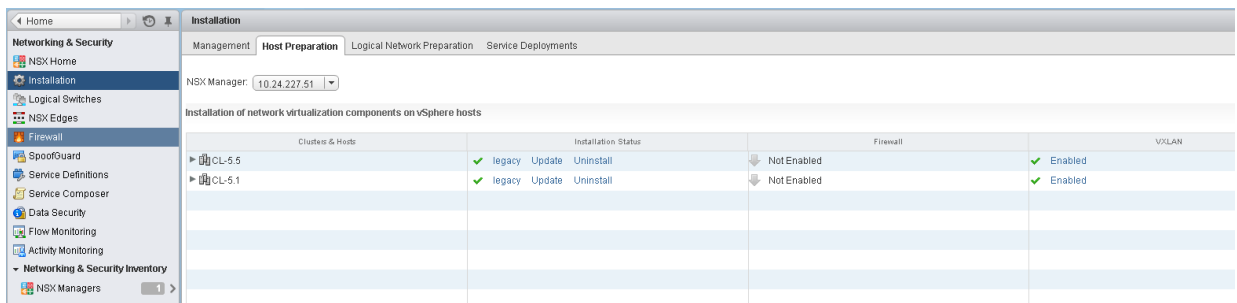 Home
Networking & Security
NSX Home
Installation
Logical Switches
NSX Edges
Firewall
SpoofGuard
Service Definitions
Service Composer
Data Security
Flow Monitoring
Activity Monitoring
Networking & Security Inventory
NSX Managers 1
Installation
Management Host Preparation Logical Network Preparation Service Deployments
NSX Manager: 10.24.227.51
Installation of network virtualization components on vSphere hosts
Clusters & Hosts Installation Status Firewall VXLAN
CL-5.5 legacy Update Uninstall Not Enabled Enabled
CL-5.1 legacy Update Uninstall Not Enabled Enabled